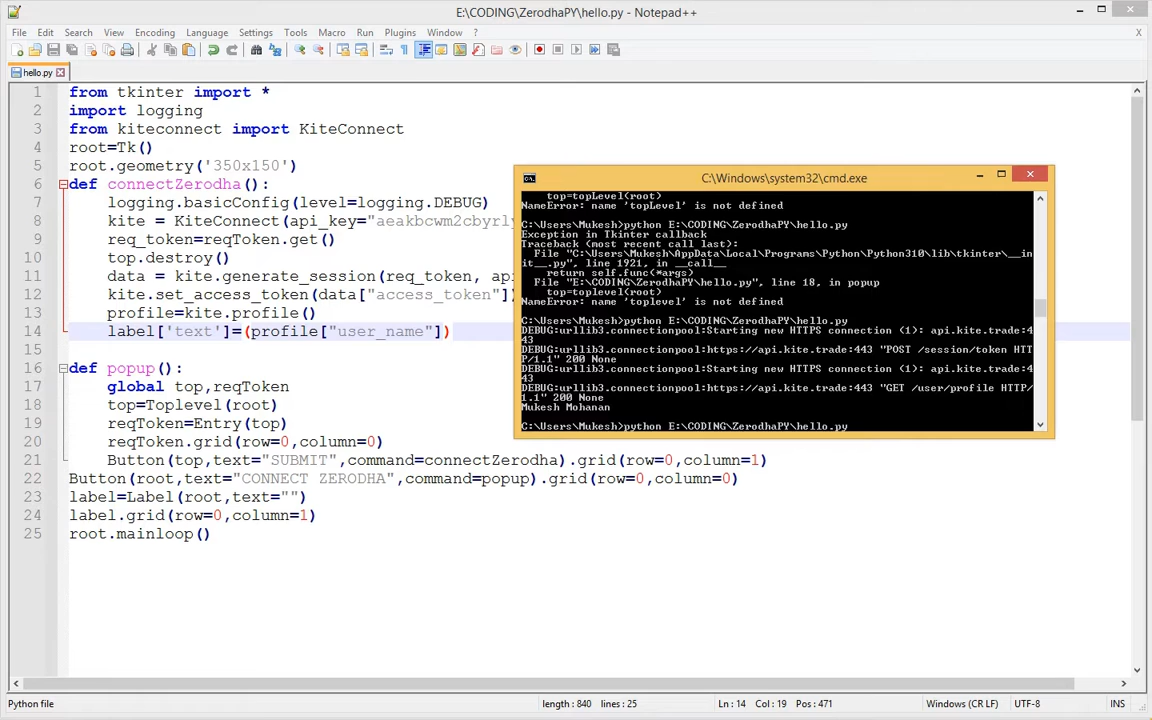 E:\CODING\ZerodhaPY\hello.py - Notepad++
File Edit Search View Encoding Language Settings Tools Macro Run Plugins Window ? X
hello.py
1 from tkinter import *
2 import logging
3 from kiteconnect import KiteConnect
4 root=Tk()
5 root.geometry('350x150')
6 def connectZerodha():
7 logging.basicConfig(level=logging.DEBUG)
8 kite = KiteConnect(api_key="aeakbcwm2cbyrly
9 req_token=reqToken.get()
10 top.destroy()
11 data = kite.generate_session(req_token, api
12 kite.set_access_token(data["access_token"])
13 profile=kite.profile()
14 label['text']=(profile["user_name"])
15
16 def popup():
17 global top,reqToken
18 top=Toplevel(root)
19 reqToken=Entry(top)
20 reqToken.grid(row=0,column=0)
21 Button(top,text="SUBMIT",command=connectZerodha).grid(row=0,column=1)
22 Button(root,text="CONNECT ZERODHA",command=popup).grid(row=0,column=0)
23 label=Label(root,text="")
24 label.grid(row=0,column=1)
25 root.mainloop()
C:\Windows\system32\cmd.exe
top=topLevel(root)
NameError: name 'topLevel' is not defined
C:\Users\Mukesh>python E:\CODING\ZerodhaPY\hello.py
Exception in Tkinter callback
Traceback (most recent call last):
File "C:\Users\Mukesh\AppData\Local\Programs\Python\Python310\lib\tkinter\__in
it__.py", line 1921, in __call__
return self.func(*args)
File "E:\CODING\ZerodhaPY\hello.py", line 18, in popup
top=toplevel(root)
NameError: name 'toplevel' is not defined
C:\Users\Mukesh>python E:\CODING\ZerodhaPY\hello.py
DEBUG:urllib3.connectionpool:Starting new HTTPS connection (1): api.kite.trade:4
43
DEBUG:urllib3.connectionpool:https://api.kite.trade:443 "POST /session/token HTT
P/1.1" 200 None
DEBUG:urllib3.connectionpool:Starting new HTTPS connection (1): api.kite.trade:4
43
DEBUG:urllib3.connectionpool:https://api.kite.trade:443 "GET /user/profile HTTP/
1.1" 200 None
Mukesh Mohanan
C:\Users\Mukesh>python E:\CODING\ZerodhaPY\hello.py
Python file length : 840 lines : 25 Ln : 14 Col : 19 Pos : 471 Windows (CR LF) UTF-8 INS